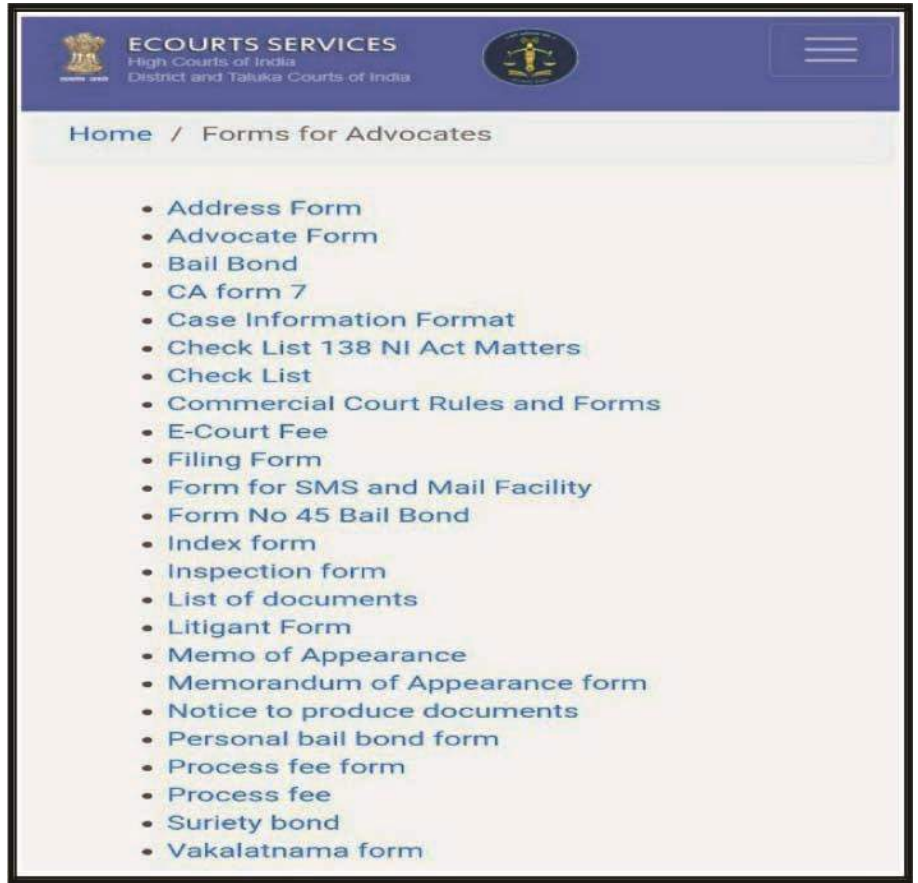 ECOURTS SERVICES
High Courts of India
District and Taluka Courts of India
Home / Forms for Advocates
• Address Form
• Advocate Form
• Bail Bond
• CA form 7
• Case Information Format
• Check List 138 NI Act Matters
• Check List
• Commercial Court Rules and Forms
• E-Court Fee
• Filing Form
• Form for SMS and Mail Facility
• Form No 45 Bail Bond
• Index form
• Inspection form
• List of documents
• Litigant Form
• Memo of Appearance
• Memorandum of Appearance form
• Notice to produce documents
• Personal bail bond form
• Process fee form
• Process fee
• Suriety bond
• Vakalatnama form